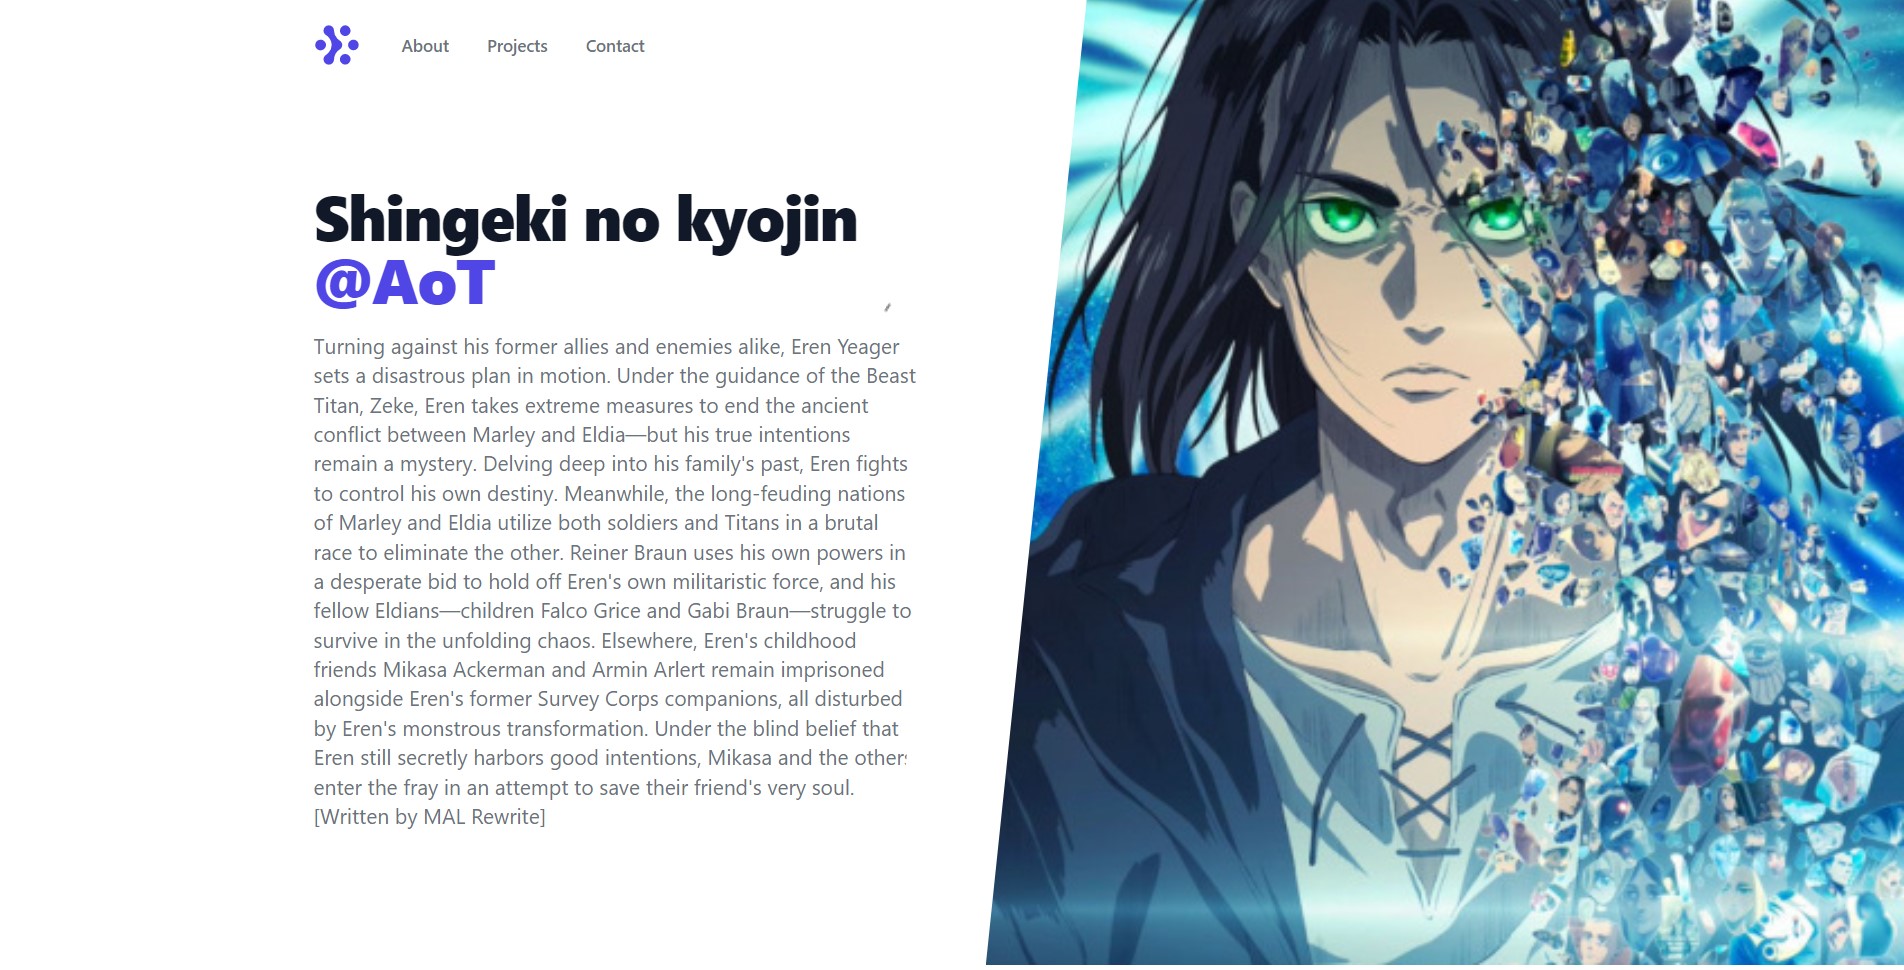 About Projects Contact
Shingeki no kyojin
@AoT
Turning against his former allies and enemies alike, Eren Yeager
sets a disastrous plan in motion. Under the guidance of the Beast
Titan, Zeke, Eren takes extreme measures to end the ancient
conflict between Marley and Eldia—but his true intentions
remain a mystery. Delving deep into his family's past, Eren fights
to control his own destiny. Meanwhile, the long-feuding nations
of Marley and Eldia utilize both soldiers and Titans in a brutal
race to eliminate the other. Reiner Braun uses his own powers in
a desperate bid to hold off Eren's own militaristic force, and his
fellow Eldians—children Falco Grice and Gabi Braun—struggle to
survive in the unfolding chaos. Elsewhere, Eren's childhood
friends Mikasa Ackerman and Armin Arlert remain imprisoned
alongside Eren's former Survey Corps companions, all disturbed
by Eren's monstrous transformation. Under the blind belief that
Eren still secretly harbors good intentions, Mikasa and the others
enter the fray in an attempt to save their friend's very soul.
[Written by MAL Rewrite]